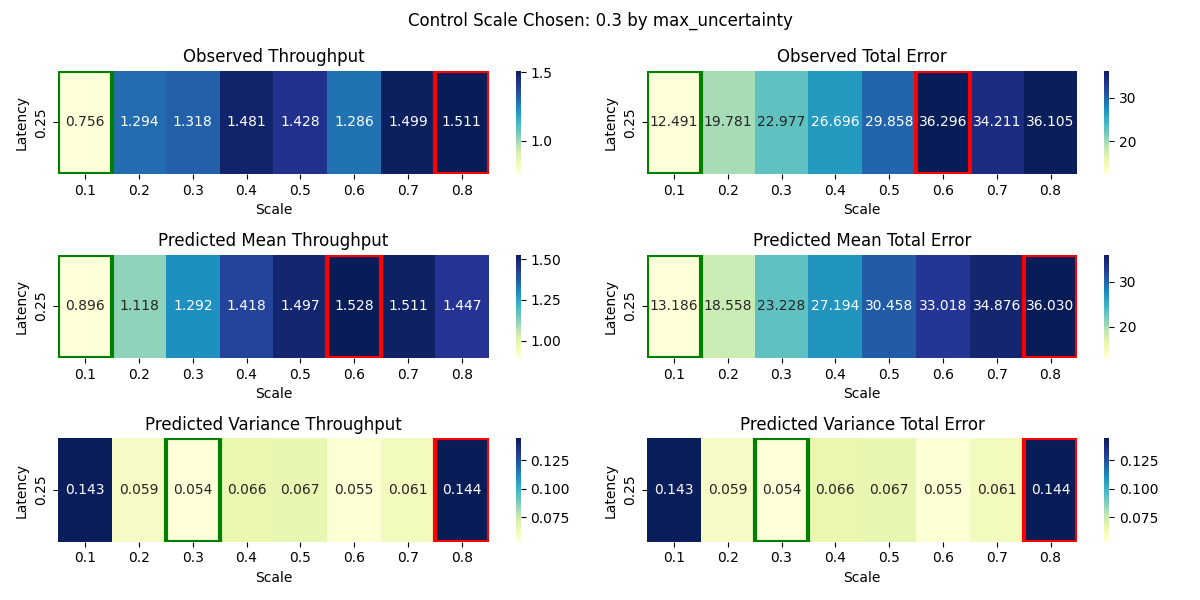 Control Scale Chosen: 0.3 by max_uncertainty
Observed Throughput
Latency
0.25
0.756 1.294 1.318 1.481 1.428 1.286 1.499 1.511
0.1 0.2 0.3 0.4 0.5 0.6 0.7 0.8
Scale
1.5
1.0
Observed Total Error
Latency
0.25
12.491 19.781 22.977 26.696 29.858 36.296 34.211 36.105
0.1 0.2 0.3 0.4 0.5 0.6 0.7 0.8
Scale
30
20
Predicted Mean Throughput
Latency
0.25
0.896 1.118 1.292 1.418 1.497 1.528 1.511 1.447
0.1 0.2 0.3 0.4 0.5 0.6 0.7 0.8
Scale
1.50
1.25
1.00
Predicted Mean Total Error
Latency
0.25
13.186 18.558 23.228 27.194 30.458 33.018 34.876 36.030
0.1 0.2 0.3 0.4 0.5 0.6 0.7 0.8
Scale
30
20
Predicted Variance Throughput
Latency
0.25
0.143 0.059 0.054 0.066 0.067 0.055 0.061 0.144
0.1 0.2 0.3 0.4 0.5 0.6 0.7 0.8
Scale
0.125
0.100
0.075
Predicted Variance Total Error
Latency
0.25
0.143 0.059 0.054 0.066 0.067 0.055 0.061 0.144
0.1 0.2 0.3 0.4 0.5 0.6 0.7 0.8
Scale
0.125
0.100
0.075